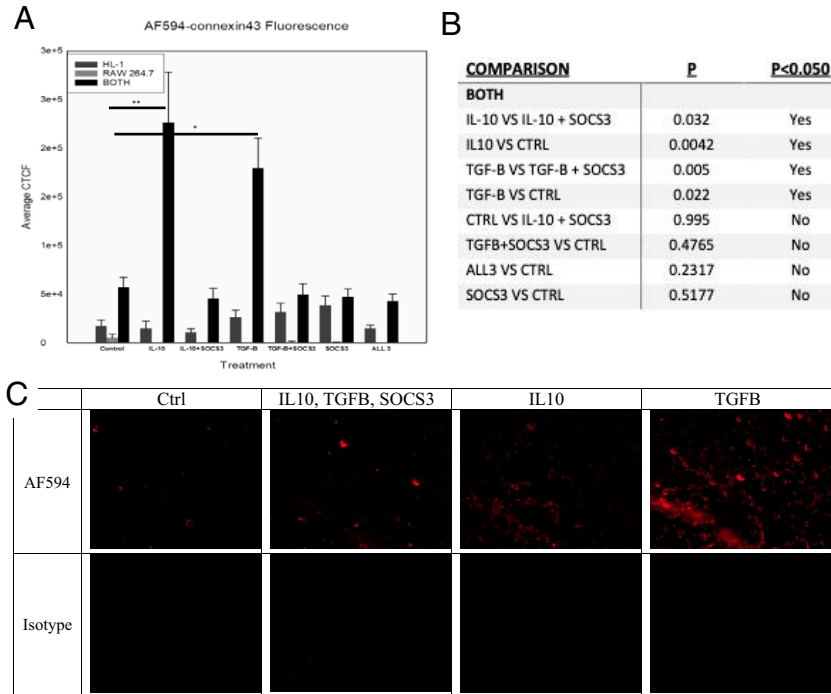 A
AF594-connexin43 Fluorescence
HL-1
RAW 264.7
BOTH
3e+5
3e+5
2e+5
2e+5
1e+5
5e+4
0
Average CTCF
**
*
Control IL-10 IL-10+SOCS3 TGF-B TGF-B+SOCS3 SOCS3 ALL 3
Treatment
B
COMPARISON P P<0.050
BOTH
IL-10 VS IL-10 + SOCS3 0.032 Yes
IL10 VS CTRL 0.0042 Yes
TGF-B VS TGF-B + SOCS3 0.005 Yes
TGF-B VS CTRL 0.022 Yes
CTRL VS IL-10 + SOCS3 0.995 No
TGFB+SOCS3 VS CTRL 0.4765 No
ALL3 VS CTRL 0.2317 No
SOCS3 VS CTRL 0.5177 No
C
Ctrl IL10, TGFB, SOCS3 IL10 TGFB
AF594
Isotype